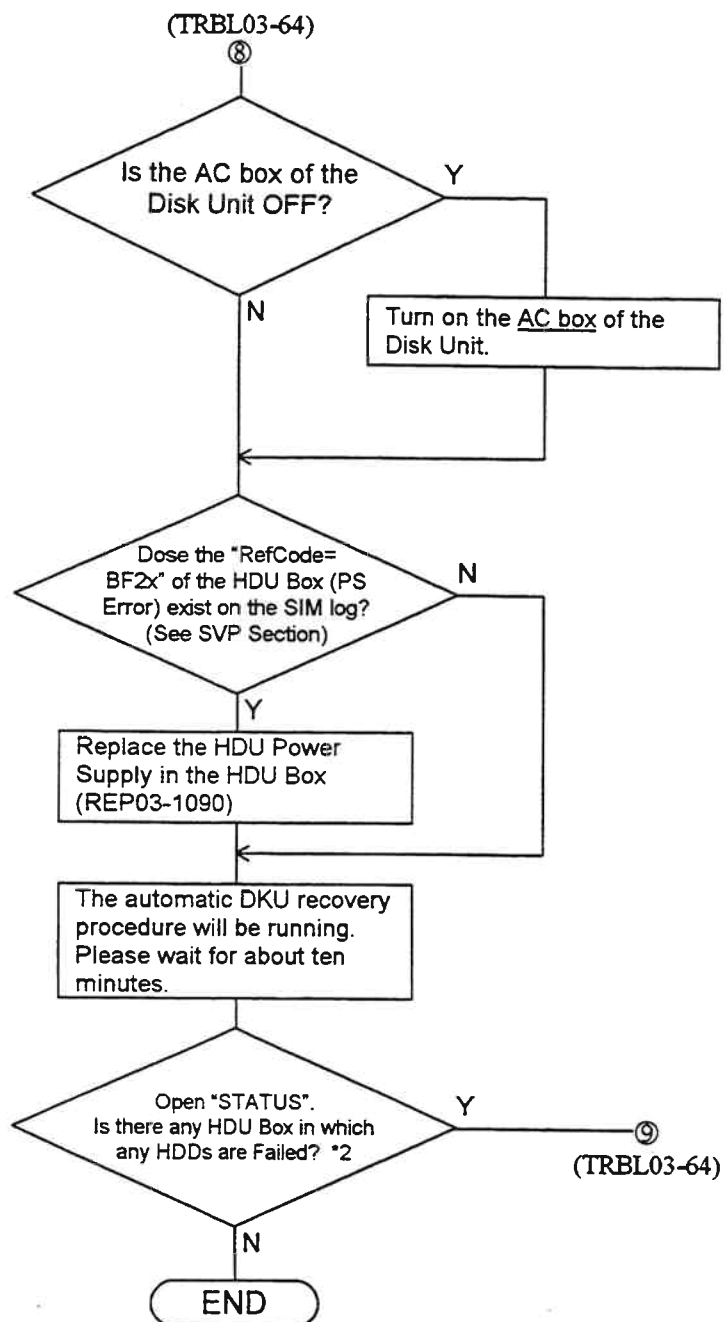 (TRBL03-64)
⑧
Is the AC box of the
Disk Unit OFF?
Y
N
Turn on the AC box of the
Disk Unit.
Dose the "RefCode=
BF2x" of the HDU Box (PS
Error) exist on the SIM log?
(See SVP Section)
N
Y
Replace the HDU Power
Supply in the HDU Box
(REP03-1090)
The automatic DKU recovery
procedure will be running.
Please wait for about ten
minutes.
Open "STATUS".
Is there any HDU Box in which
any HDDs are Failed? *2
Y
⑨
(TRBL03-64)
N
END